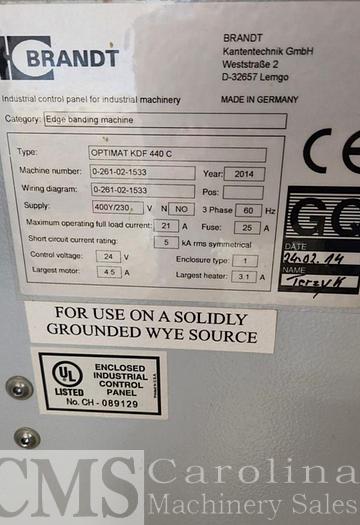 BRANDT
BRANDT
Kantentechnik GmbH
Weststraße 2
D-32657 Lemgo
Industrial control panel for industrial machinery
MADE IN GERMANY
Category: Edge banding machine
Type: OPTIMAT KDF 440 C
Machine number: 0-261-02-1533 Year: 2014
Wiring diagram: 0-261-02-1533 Pos:
Supply: 400Y/230 V N NO 3 Phase 60 Hz
Maximum operating full load current: 21 A Fuse: 25 A
Short circuit current rating: 5 kA rms symmetrical
Control voltage: 24 V Enclosure type: 1
Largest motor: 4.5 A Largest heater: 3.1 A
CE
DATE
24.02.14
NAME
FOR USE ON A SOLIDLY
GROUNDED WYE SOURCE
UL
LISTED
ENCLOSED
INDUSTRIAL
CONTROL
PANEL
No. CH - 089129
CMS Carolina
Machinery Sales